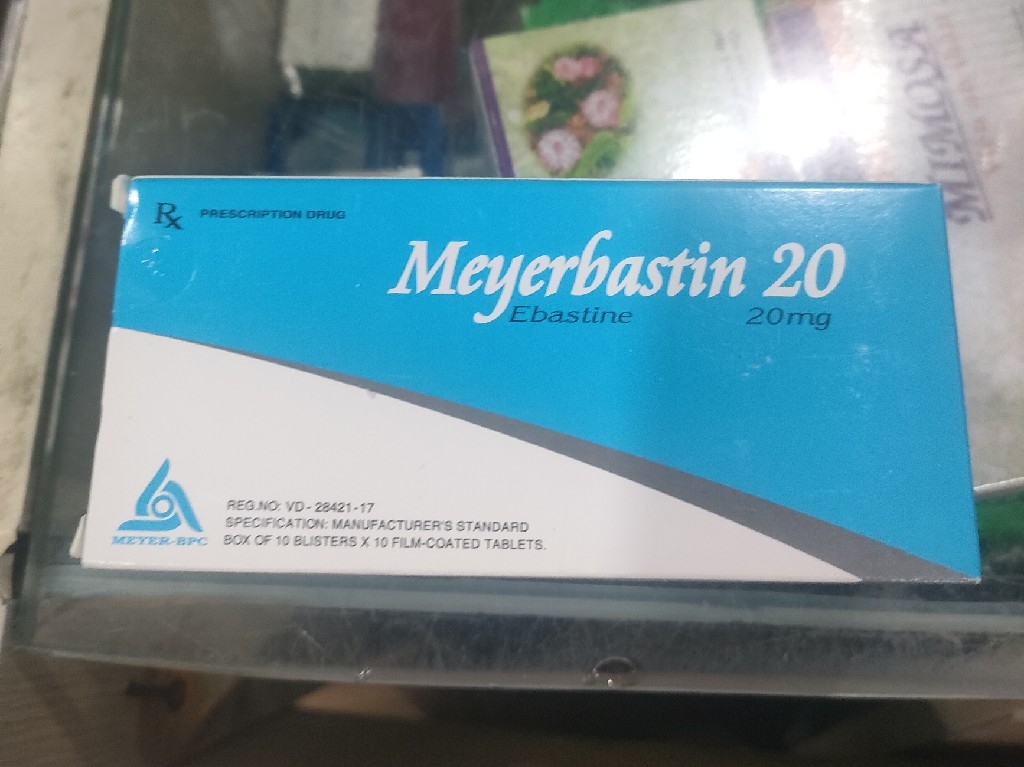 Rx PRESCRIPTION DRUG
Meyerbastin 20
Ebastine 20mg
MEYER-BPC
REG.NO: VD - 28421-17
SPECIFICATION: MANUFACTURER'S STANDARD
BOX OF 10 BLISTERS X 10 FILM-COATED TABLETS.
MIMOSA